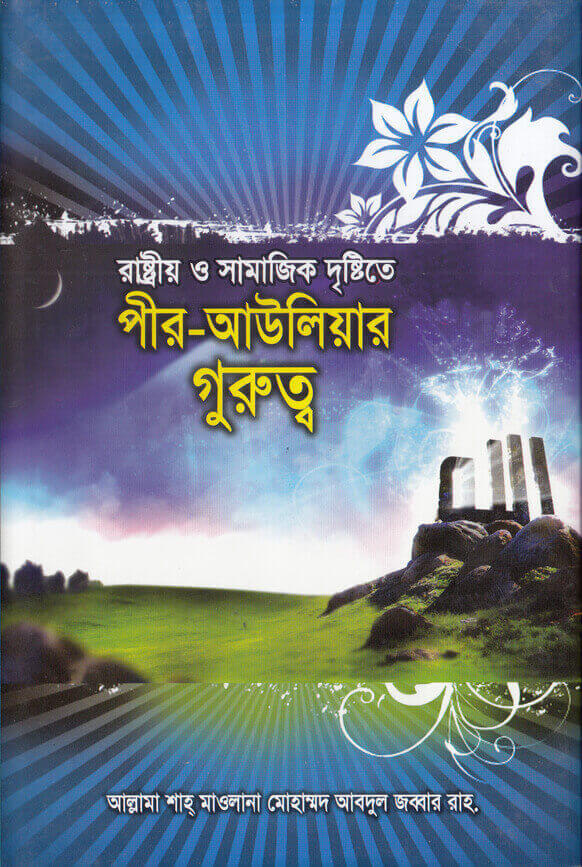 রাষ্ট্রীয় ও সামাজিক দৃষ্টিতে
পীর-আউলিয়ার
গুরুত্ব
আল্লামা শাহ্ মাওলানা মোহাম্মদ আবদুল জব্বার রাহ.